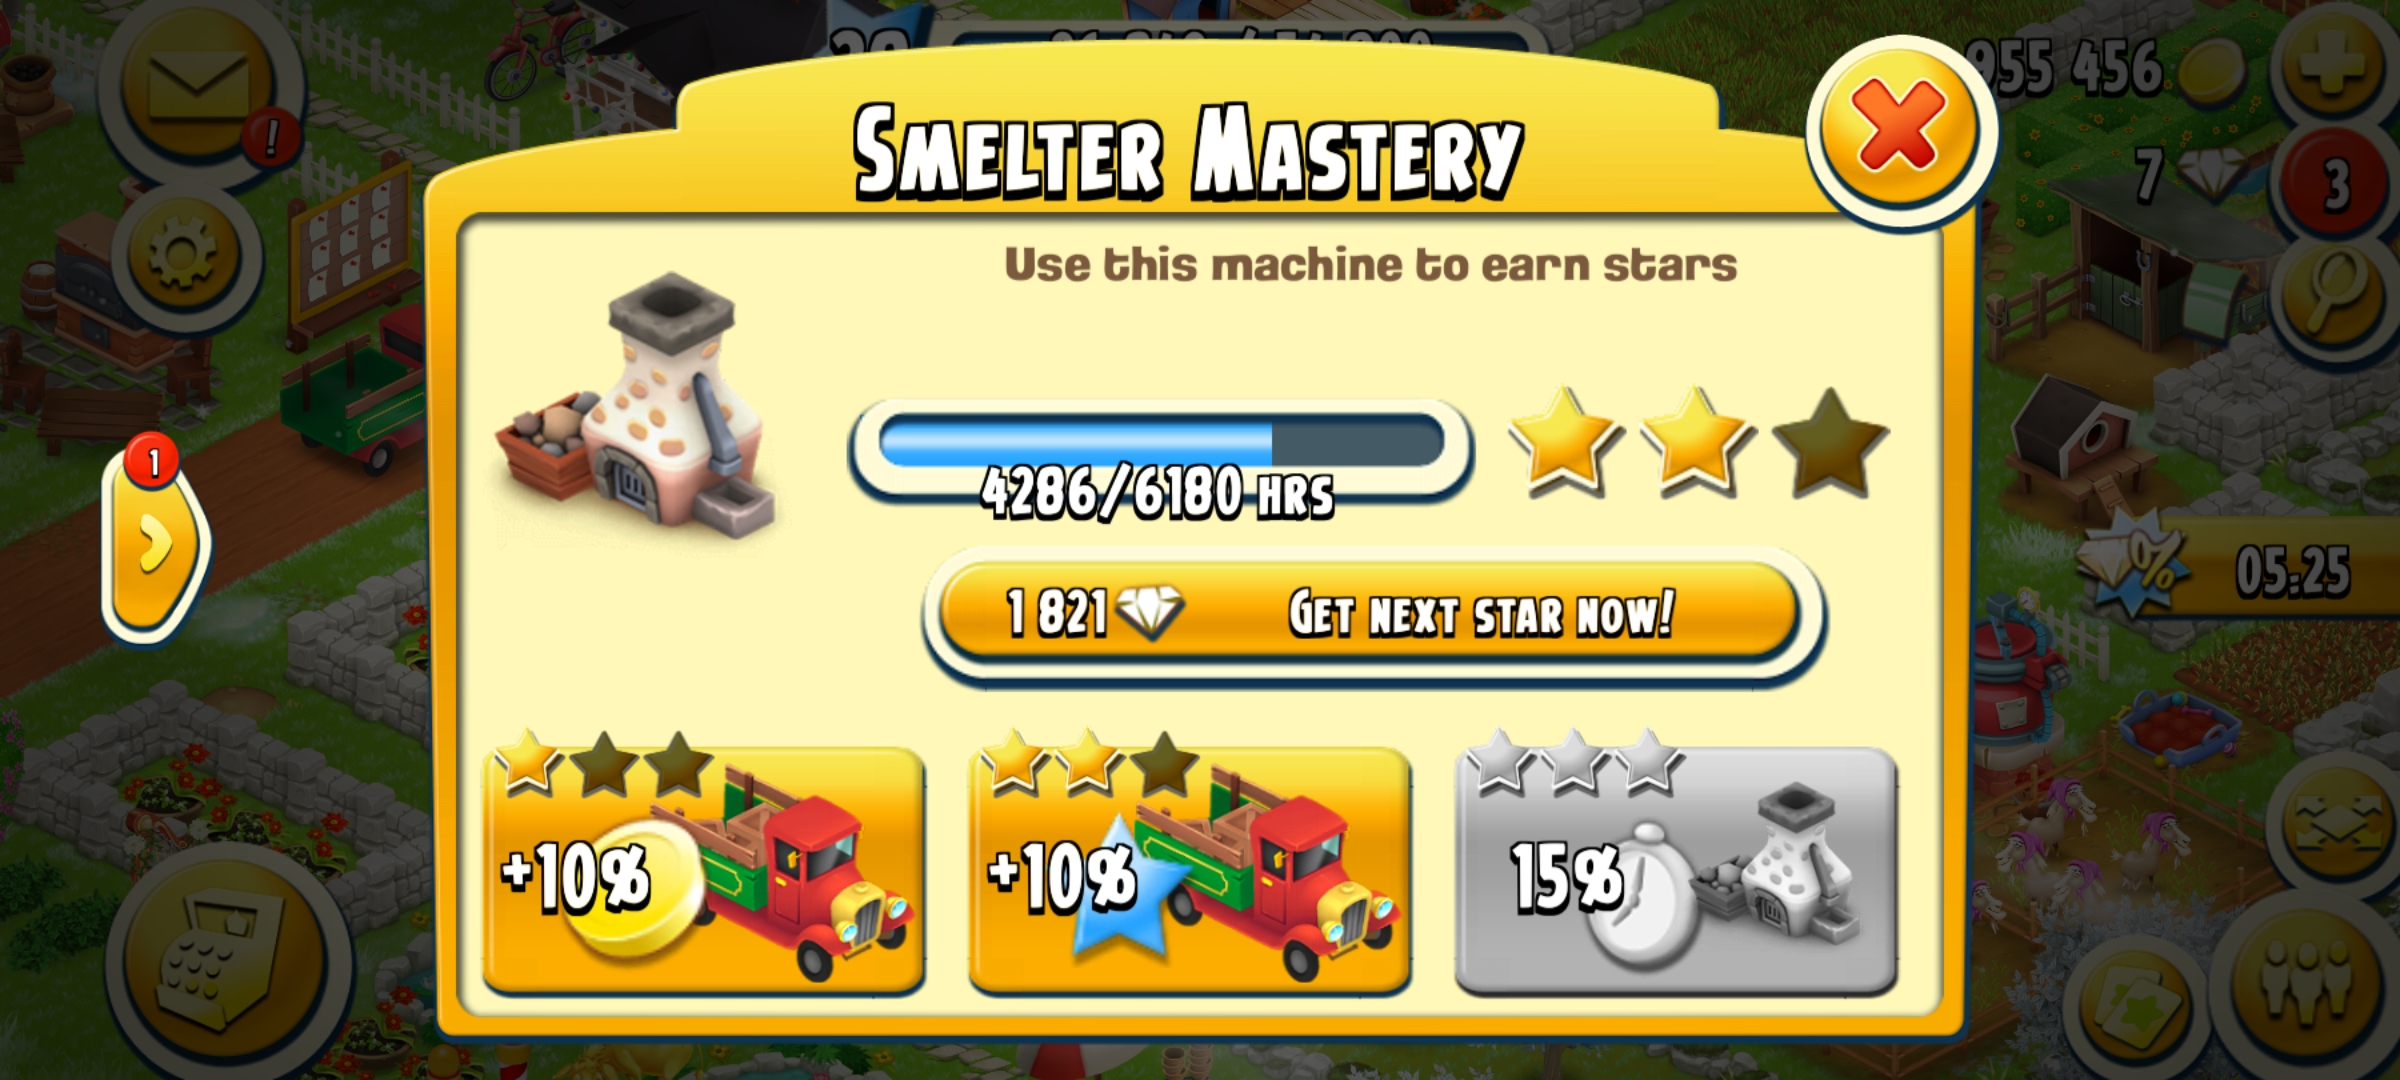 SMELTER MASTERY
955 456
!
Use this machine to earn stars
7
3
1
4286/6180 HRS
%
05:25
1 821
GET NEXT STAR NOW!
+10%
+10%
15%